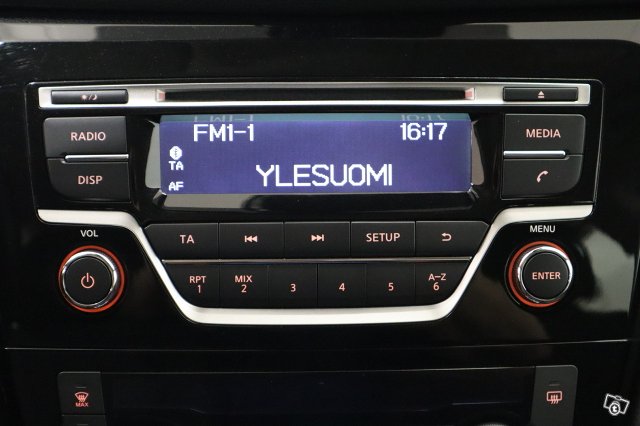 FM1-1 16:17
RADIO
MEDIA
TA
DISP
AF
YLESUOMI
VOL
MENU
TA
SETUP
RPT 1
MIX 2
3
4
5
A-Z 6
ENTER
MAX